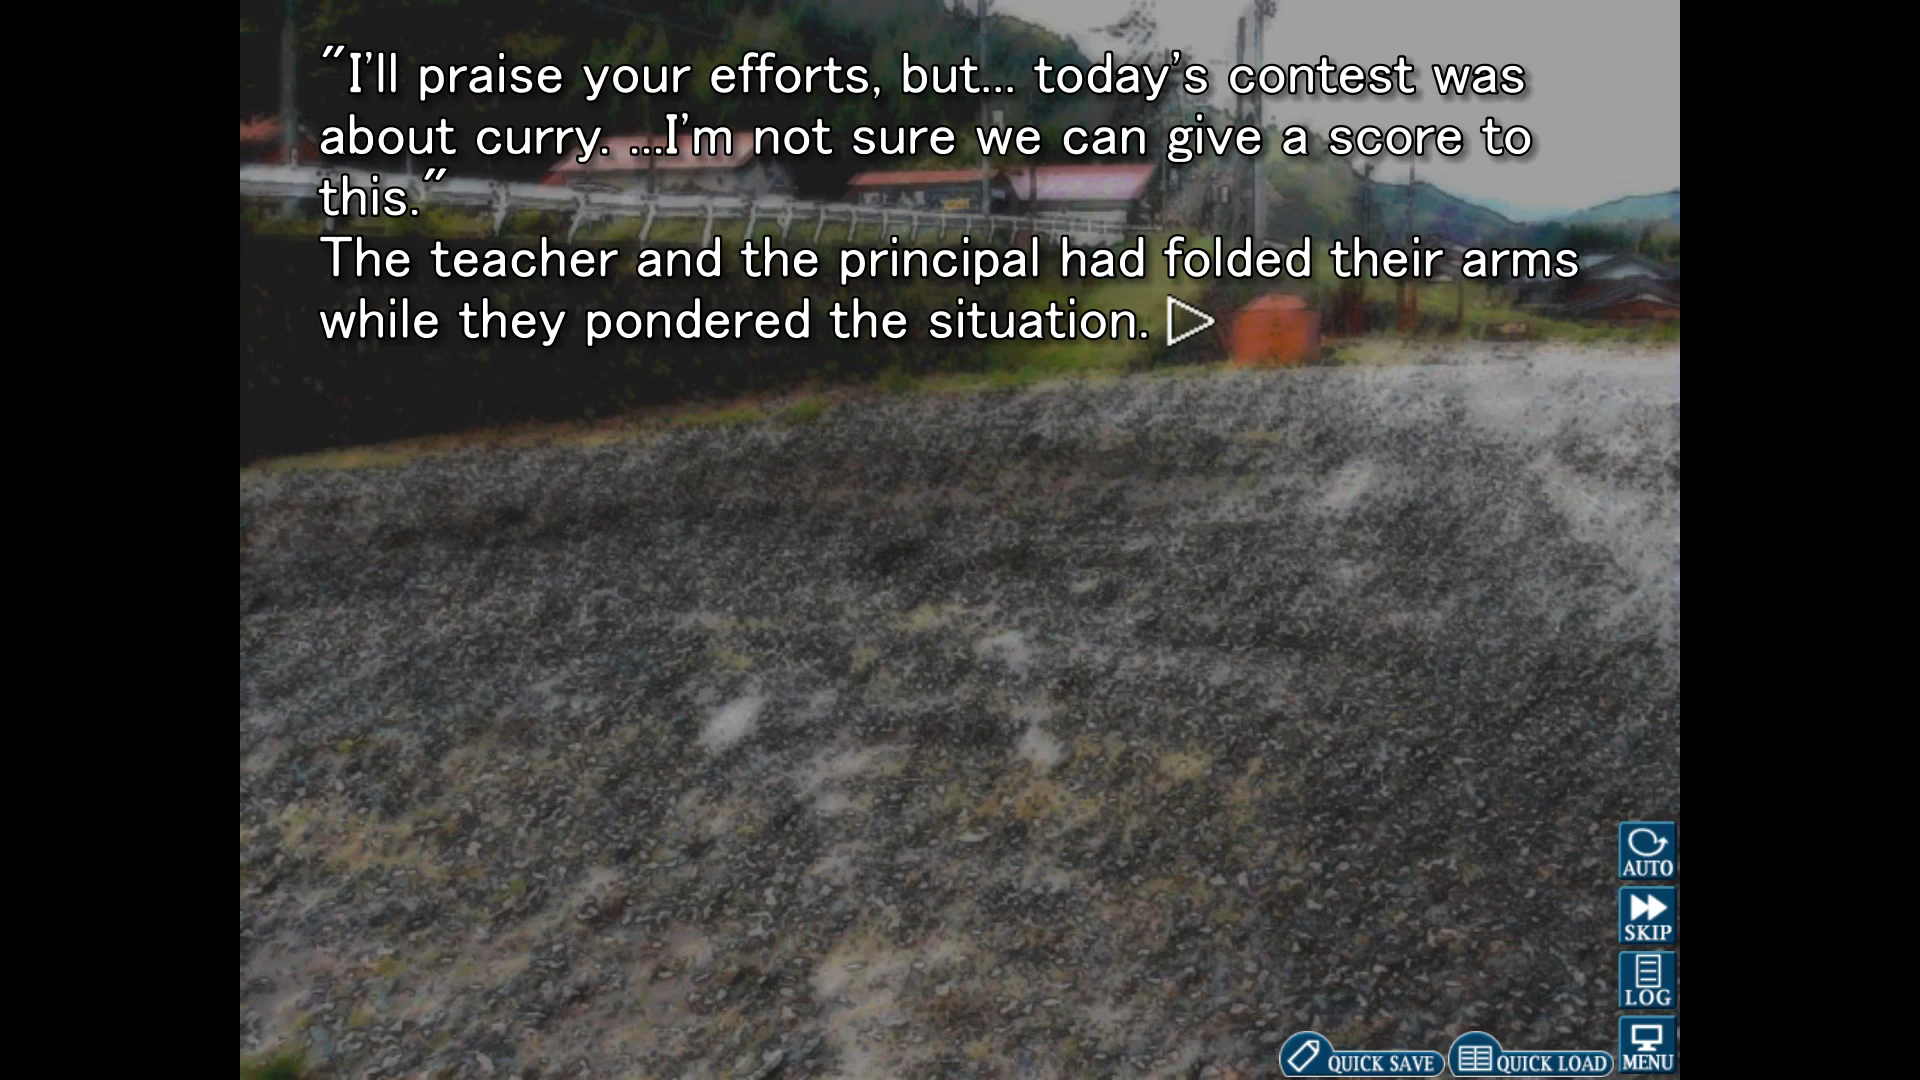 "I'll praise your efforts, but... today's contest was
about curry. ...I'm not sure we can give a score to
this."
The teacher and the principal had folded their arms
while they pondered the situation.
AUTO
SKIP
LOG
MENU
QUICK SAVE
QUICK LOAD